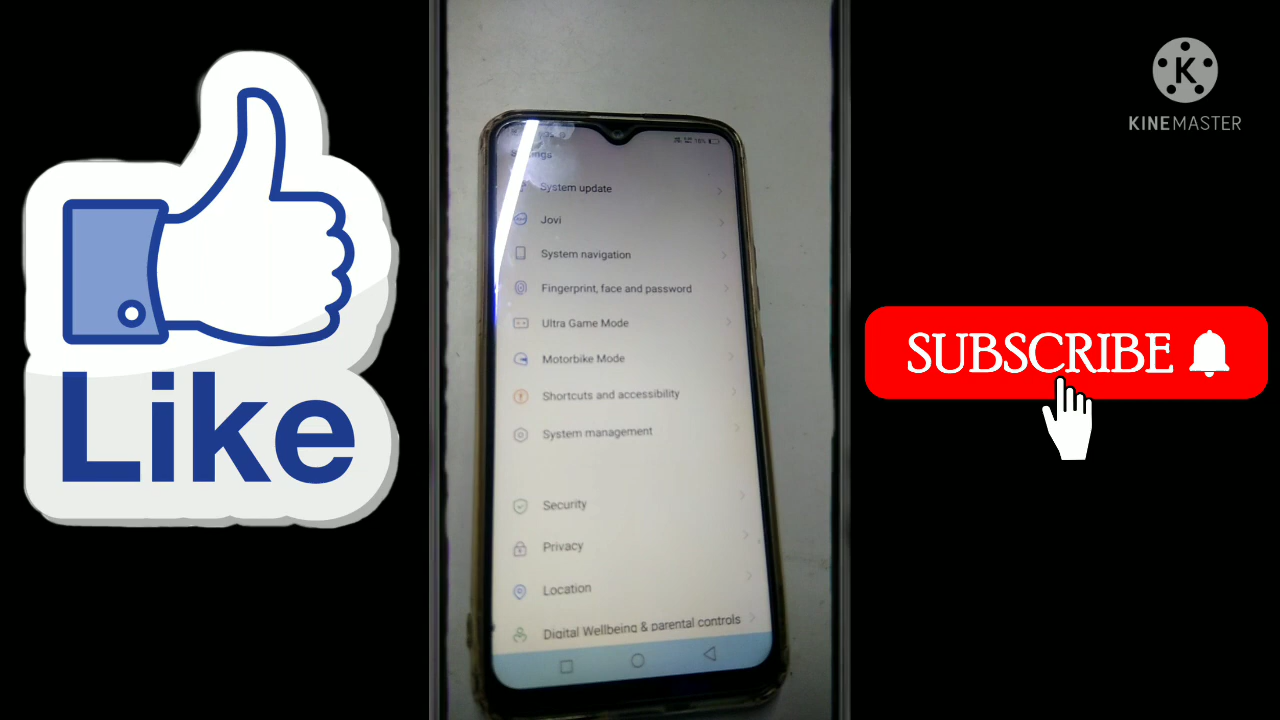 Like
16%
Settings
System update
Jovi
System navigation
Fingerprint, face and password
Ultra Game Mode
Motorbike Mode
Shortcuts and accessibility
System management
Security
Privacy
Location
Digital Wellbeing & parental controls
K
KINEMASTER
SUBSCRIBE